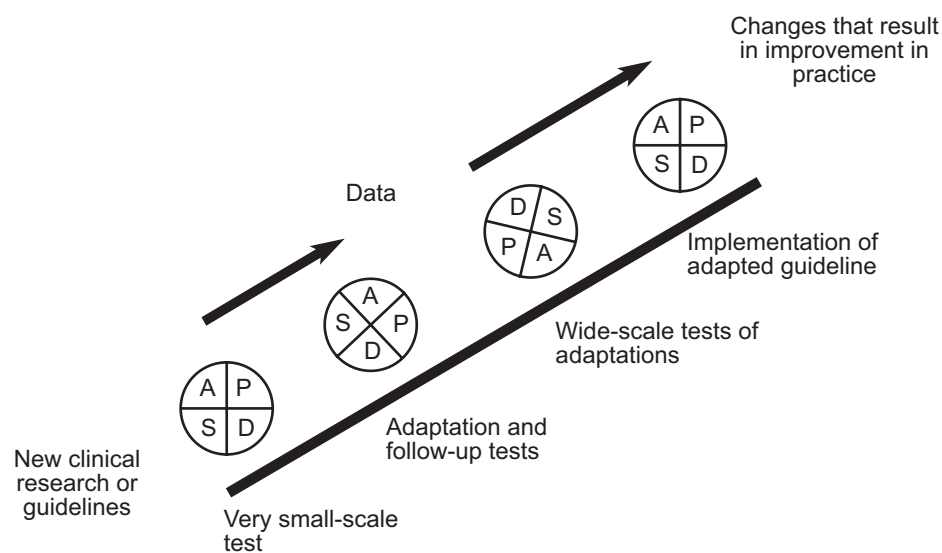 Changes that result
in improvement in
practice
A P
S D
Data
D S
P A
Implementation of
adapted guideline
A
S P
D
Wide-scale tests of
adaptations
A P
S D
Adaptation and
follow-up tests
New clinical
research or
guidelines
Very small-scale
test